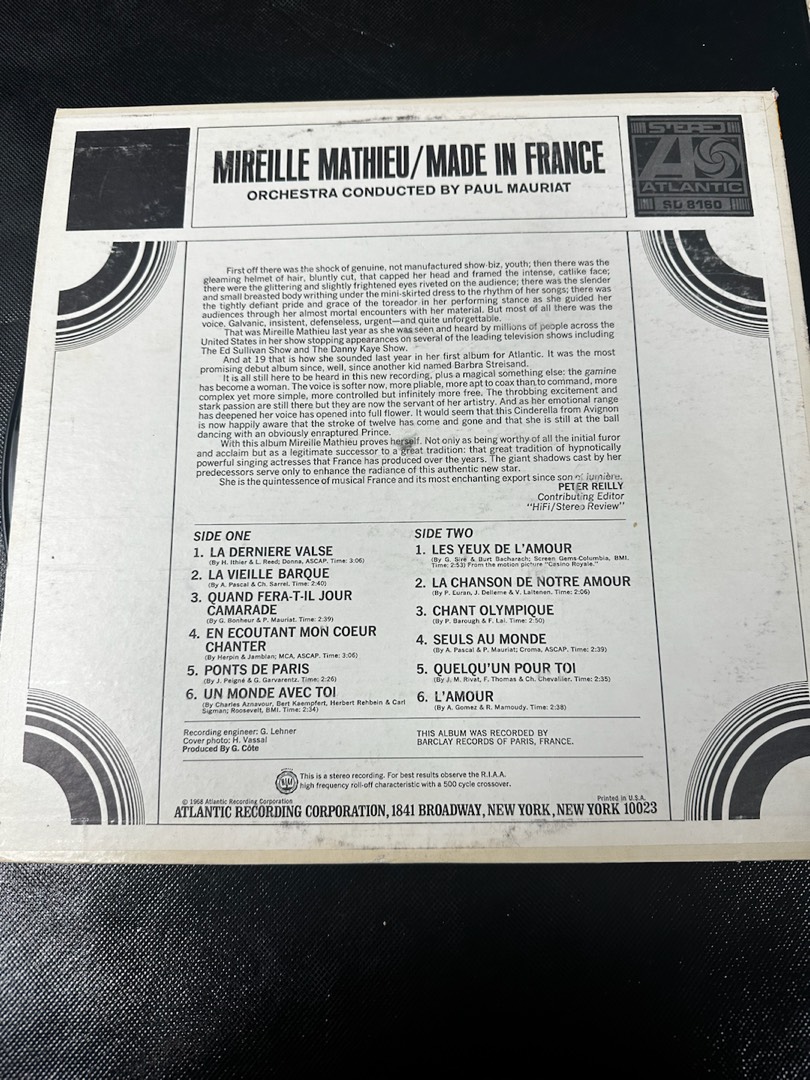 MIREILLE MATHIEU/MADE IN FRANCE
ORCHESTRA CONDUCTED BY PAUL MAURIAT
STEREO
ATLANTIC
SD 8160
First off there was the shock of genuine, not manufactured show-biz, youth; then there was the
gleaming helmet of hair, bluntly cut, that capped her head and framed the intense, catlike face;
there were the glittering and slightly frightened eyes riveted on the audience; there was the slender
and small breasted body writhing under the mini-skirted dress to the rhythm of her songs; there was
the tightly defiant pride and grace of the toreador in her performing stance as she guided her
audiences through her almost mortal encounters with her material. But most of all there was the
voice. Galvanic, insistent, defenseless, urgent—and quite unforgettable.
That was Mireille Mathieu last year as she was seen and heard by millions of people across the
United States in her show stopping appearances on several of the leading television shows including
The Ed Sullivan Show and The Danny Kaye Show.
And at 19 that is how she sounded last year in her first album for Atlantic. It was the most
promising debut album since, well, since another kid named Barbra Streisand.
It is all still here to be heard in this new recording, plus a magical something else: the gamine
has become a woman. The voice is softer now, more pliable, more apt to coax than to command, more
complex yet more simple, more controlled but infinitely more free. The throbbing excitement and
stark passion are still there but they are now the servant of her artistry. And as her emotional range
has deepened her voice has opened into full flower. It would seem that this Cinderella from Avignon
is now happily aware that the stroke of twelve has come and gone and that she is still at the ball
dancing with an obviously enraptured Prince.
With this album Mireille Mathieu proves herself. Not only as being worthy of all the initial furor
and acclaim but as a legitimate successor to a great tradition: that great tradition of hypnotically
powerful singing actresses that France has produced over the years. The giant shadows cast by her
predecessors serve only to enhance the radiance of this authentic new star.
She is the quintessence of musical France and its most enchanting export since son et lumière.
PETER REILLY
Contributing Editor
"HiFi/Stereo Review"
SIDE ONE
1. LA DERNIERE VALSE
(By H. Ithier & L. Reed; Donna, ASCAP. Time: 3:06)
2. LA VIEILLE BARQUE
(By A. Pascal & Ch. Sarrel. Time: 2:40)
3. QUAND FERA-T-IL JOUR
CAMARADE
(By G. Bonheur & P. Mauriat. Time: 2:39)
4. EN ECOUTANT MON COEUR
CHANTER
(By Herpin & Jamblan; MCA, ASCAP. Time: 3:06)
5. PONTS DE PARIS
(By J. Peigné & G. Garvarentz. Time: 2:26)
6. UN MONDE AVEC TOI
(By Charles Aznavour, Bert Kaempfert, Herbert Rehbein & Carl
Sigman; Roosevelt, BMI. Time: 2:34)
SIDE TWO
1. LES YEUX DE L'AMOUR
(By G. Siré & Burt Bacharach; Screen Gems-Columbia, BMI.
Time: 2:53) From the motion picture "Casino Royale."
2. LA CHANSON DE NOTRE AMOUR
(By P. Euran, J. Delleme & V. Laitenen. Time: 2:06)
3. CHANT OLYMPIQUE
(By P. Barough & F. Lai. Time: 2:50)
4. SEULS AU MONDE
(By A. Pascal & P. Mauriat; Croma, ASCAP. Time: 2:39)
5. QUELQU'UN POUR TOI
(By J. M. Rivat, F. Thomas & Ch. Chevallier. Time: 2:35)
6. L'AMOUR
(By A. Gomez & R. Mamoudy. Time: 2:38)
Recording engineer: G. Lehner
Cover photo: H. Vassal
Produced By G. Côte
THIS ALBUM WAS RECORDED BY
BARCLAY RECORDS OF PARIS, FRANCE.
This is a stereo recording. For best results observe the R.I.A.A.
high frequency roll-off characteristic with a 500 cycle crossover.
© 1968 Atlantic Recording Corporation
Printed in U.S.A.
ATLANTIC RECORDING CORPORATION, 1841 BROADWAY, NEW YORK, NEW YORK 10023